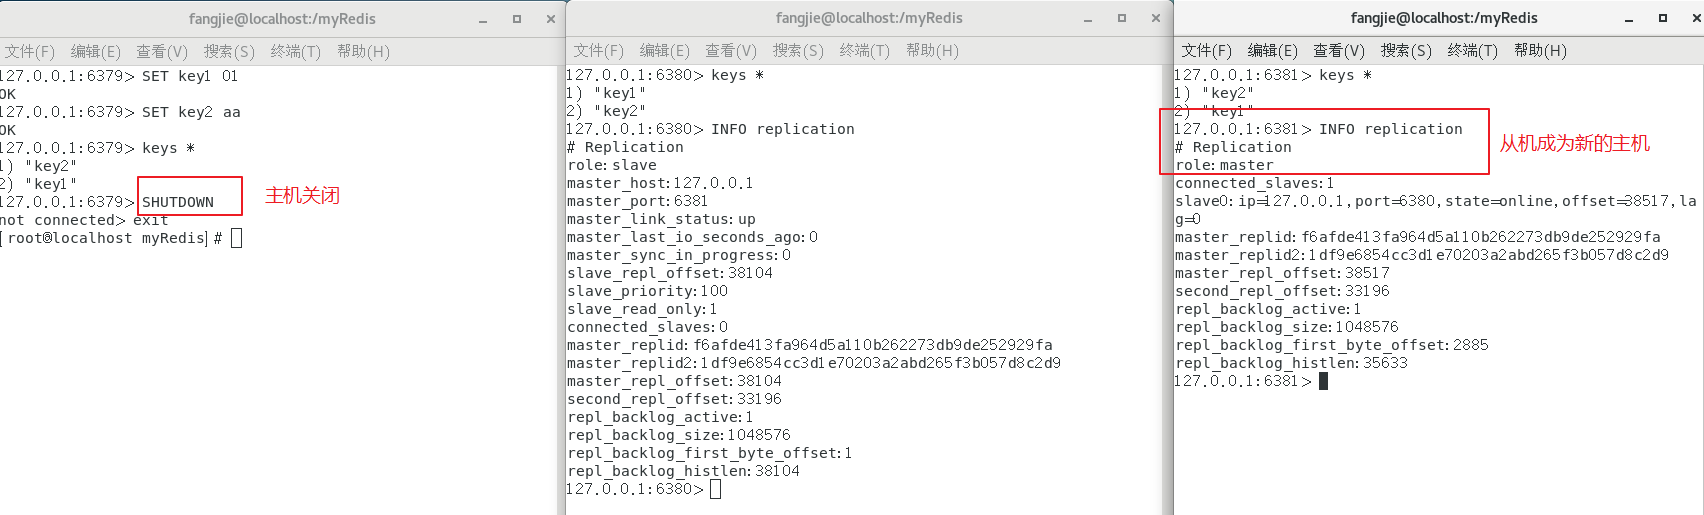 fangjie@localhost:/myRedis
文件(F) 编辑(E) 查看(V) 搜索(S) 终端(T) 帮助(H)
127.0.0.1:6379> SET key1 01
OK
127.0.0.1:6379> SET key2 aa
OK
127.0.0.1:6379> keys *
1) "key2"
2) "key1"
127.0.0.1:6379> SHUTDOWN
主机关闭
not connected> exit
[root@localhost myRedis]#
fangjie@localhost:/myRedis
文件(F) 编辑(E) 查看(V) 搜索(S) 终端(T) 帮助(H)
127.0.0.1:6380> keys *
1) "key1"
2) "key2"
127.0.0.1:6380> INFO replication
# Replication
role:slave
master_host:127.0.0.1
master_port:6381
master_link_status:up
master_last_io_seconds_ago:0
master_sync_in_progress:0
slave_repl_offset:38104
slave_priority:100
slave_read_only:1
connected_slaves:0
master_replid:f6afde413fa964d5a110b262273db9de252929fa
master_replid2:1df9e6854cc3d1e70203a2abd265f3b057d8c2d9
master_repl_offset:38104
second_repl_offset:33196
repl_backlog_active:1
repl_backlog_size:1048576
repl_backlog_first_byte_offset:1
repl_backlog_histlen:38104
127.0.0.1:6380>
fangjie@localhost:/myRedis
文件(F) 编辑(E) 查看(V) 搜索(S) 终端(T) 帮助(H)
127.0.0.1:6381> keys *
1) "key2"
2) "key1"
127.0.0.1:6381> INFO replication
# Replication
从机成为新的主机
role:master
connected_slaves:1
slave0:ip=127.0.0.1,port=6380,state=online,offset=38517,la
g=0
master_replid:f6afde413fa964d5a110b262273db9de252929fa
master_replid2:1df9e6854cc3d1e70203a2abd265f3b057d8c2d9
master_repl_offset:38517
second_repl_offset:33196
repl_backlog_active:1
repl_backlog_size:1048576
repl_backlog_first_byte_offset:2885
repl_backlog_histlen:35633
127.0.0.1:6381>